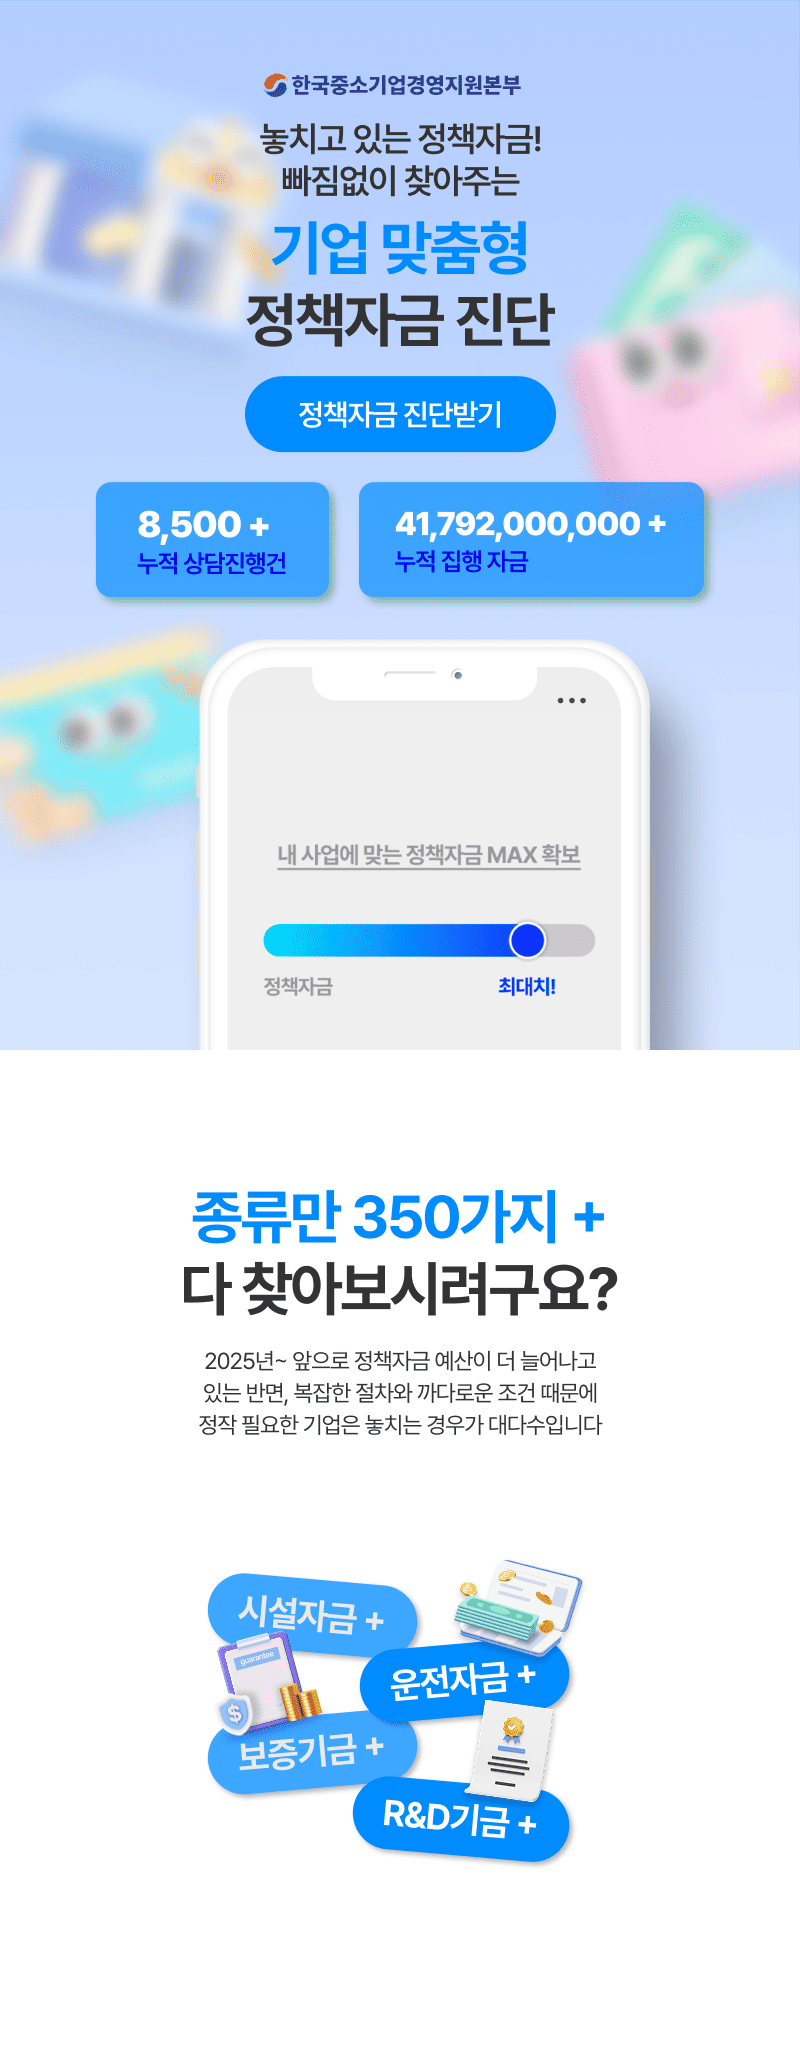 한국중소기업경영지원본부
놓치고 있는 정책자금!
빠짐없이 찾아주는
기업 맞춤형
정책자금 진단
정책자금 진단받기
8,500 +
누적 상담진행건
41,792,000,000 +
누적 집행 자금
내 사업에 맞는 정책자금 MAX 확보
정책자금
최대치!
종류만 350가지 +
다 찾아보시려구요?
2025년~ 앞으로 정책자금 예산이 더 늘어나고
있는 반면, 복잡한 절차와 까다로운 조건 때문에
정작 필요한 기업은 놓치는 경우가 대다수입니다
시설자금 +
guarantee
운전자금 +
보증기금 +
R&D기금 +